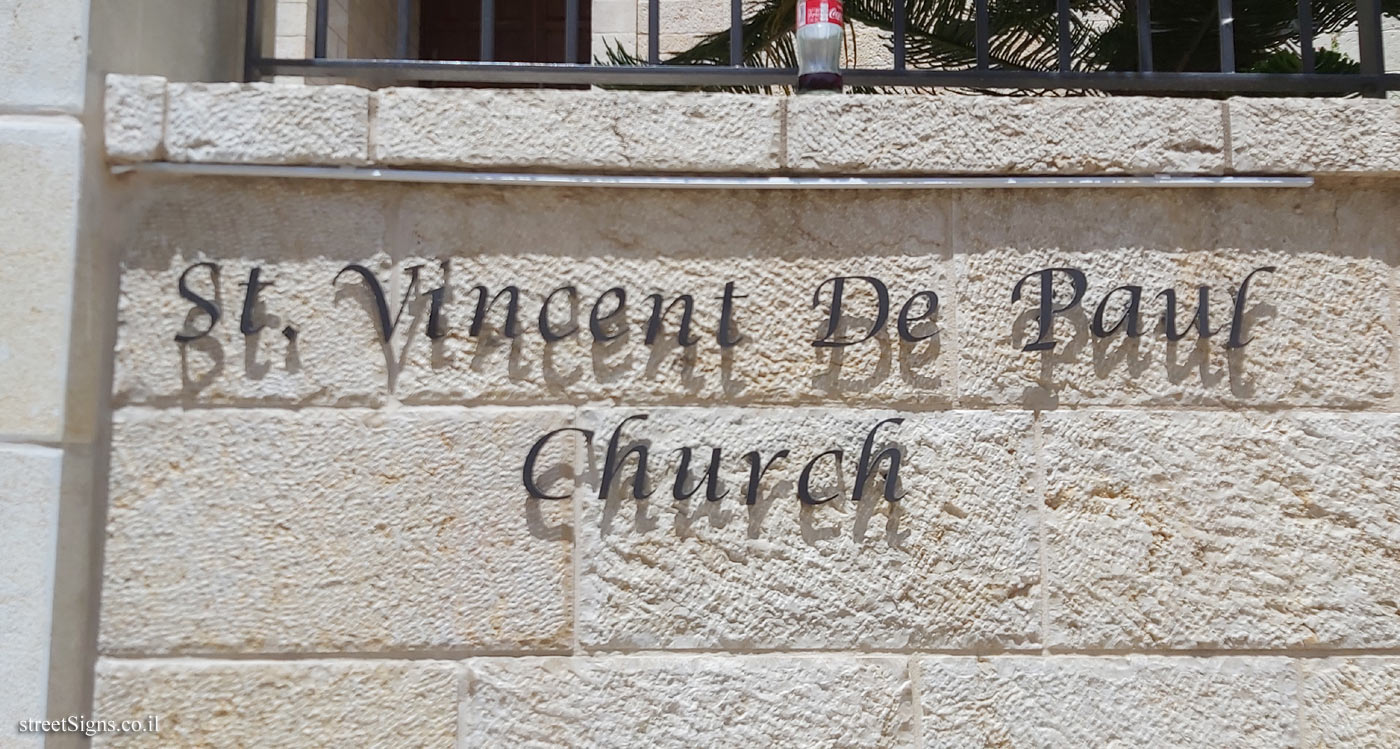 St. Vincent De Paul
Church
streetSigns.co.il